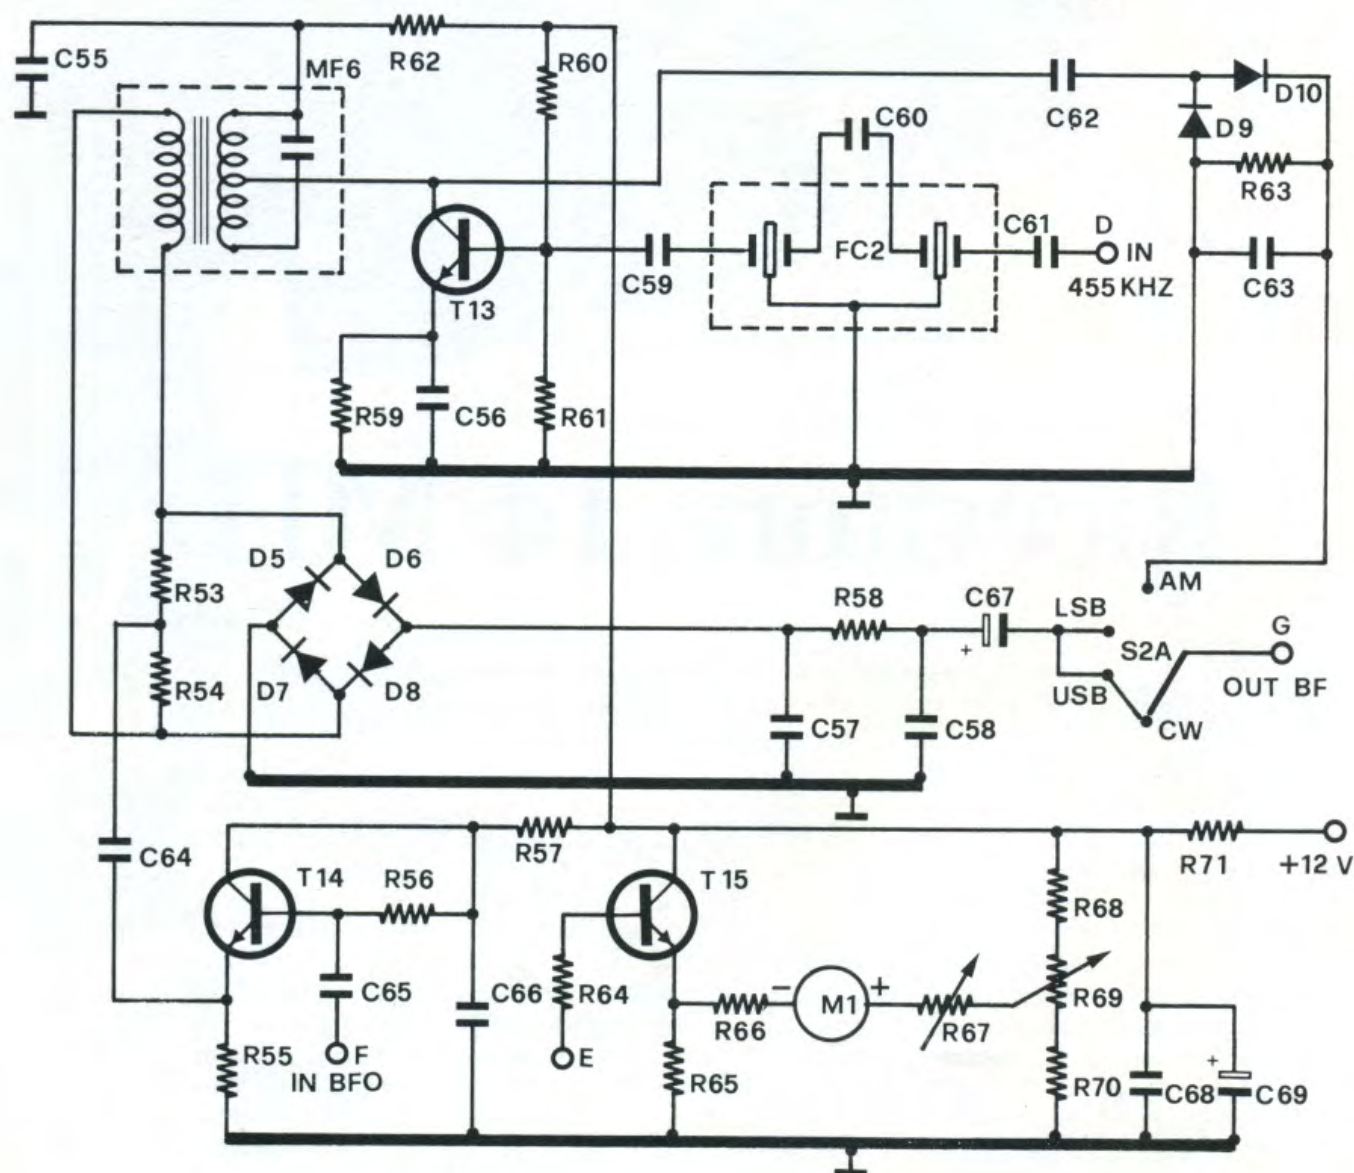 C55
R62
R60
MF6
C62
D10
D9
C60
R63
FC2
C61
D
IN
455 KHZ
C59
C63
T13
R59
C56
R61
D5
D6
R53
R54
D7
D8
R58
C67
+
LSB
AM
S2A
G
USB
OUT BF
CW
C57
C58
C64
T14
R56
R57
T15
R71
+12 V
R68
C65
C66
R64
R66
-
M1
+
R67
R69
R55
F
IN BFO
E
R65
R70
C68
+
C69